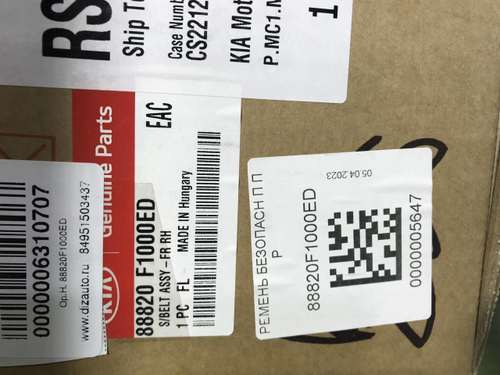 RS
Ship To
Case Numb
CS2212
KIA Mot
P.MC1.M
1
Genuine Parts
KIA
EAC
88820 F1000ED
S/BELT ASSY-FR RH
1 PC FL MADE IN Hungary
0000006310707
Ор.Н. 88820F1000ED
www.dizauto.ru 84951503437
РЕМЕНЬ БЕЗОПАСН П П
Р
88820F1000ED
05.04.2023
0000005647